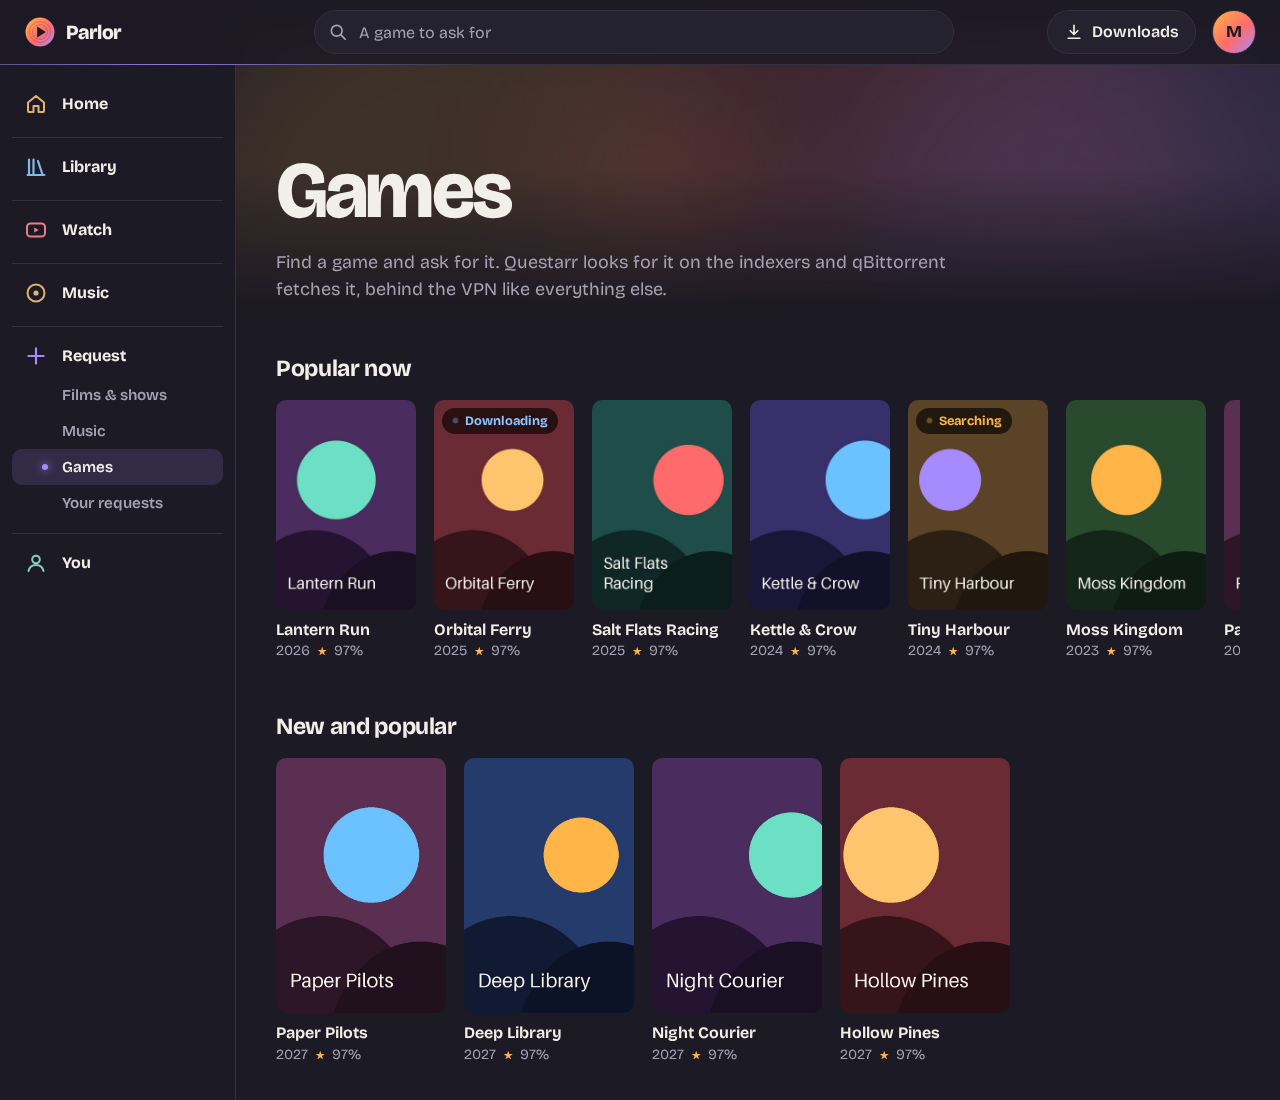 Parlor
A game to ask for
Downloads
M
Home
Library
Watch
Music
Request
Films & shows
Music
Games
Your requests
You
Games
Find a game and ask for it. Questarr looks for it on the indexers and qBittorrent
fetches it, behind the VPN like everything else.
Popular now
Lantern Run
Downloading
Orbital Ferry
Salt Flats
Racing
Kettle & Crow
Searching
Tiny Harbour
Moss Kingdom
Lantern Run
2026 ★ 97%
Orbital Ferry
2025 ★ 97%
Salt Flats Racing
2025 ★ 97%
Kettle & Crow
2024 ★ 97%
Tiny Harbour
2024 ★ 97%
Moss Kingdom
2023 ★ 97%
Pa
20
New and popular
Paper Pilots
Deep Library
Night Courier
Hollow Pines
Paper Pilots
2027 ★ 97%
Deep Library
2027 ★ 97%
Night Courier
2027 ★ 97%
Hollow Pines
2027 ★ 97%